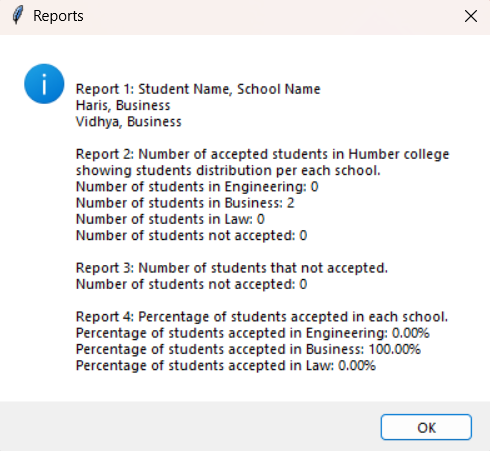 Reports
Report 1: Student Name, School Name
Haris, Business
Vidhya, Business
Report 2: Number of accepted students in Humber college
showing students distribution per each school.
Number of students in Engineering: 0
Number of students in Business: 2
Number of students in Law: 0
Number of students not accepted: 0
Report 3: Number of students that not accepted.
Number of students not accepted: 0
Report 4: Percentage of students accepted in each school.
Percentage of students accepted in Engineering: 0.00%
Percentage of students accepted in Business: 100.00%
Percentage of students accepted in Law: 0.00%
OK